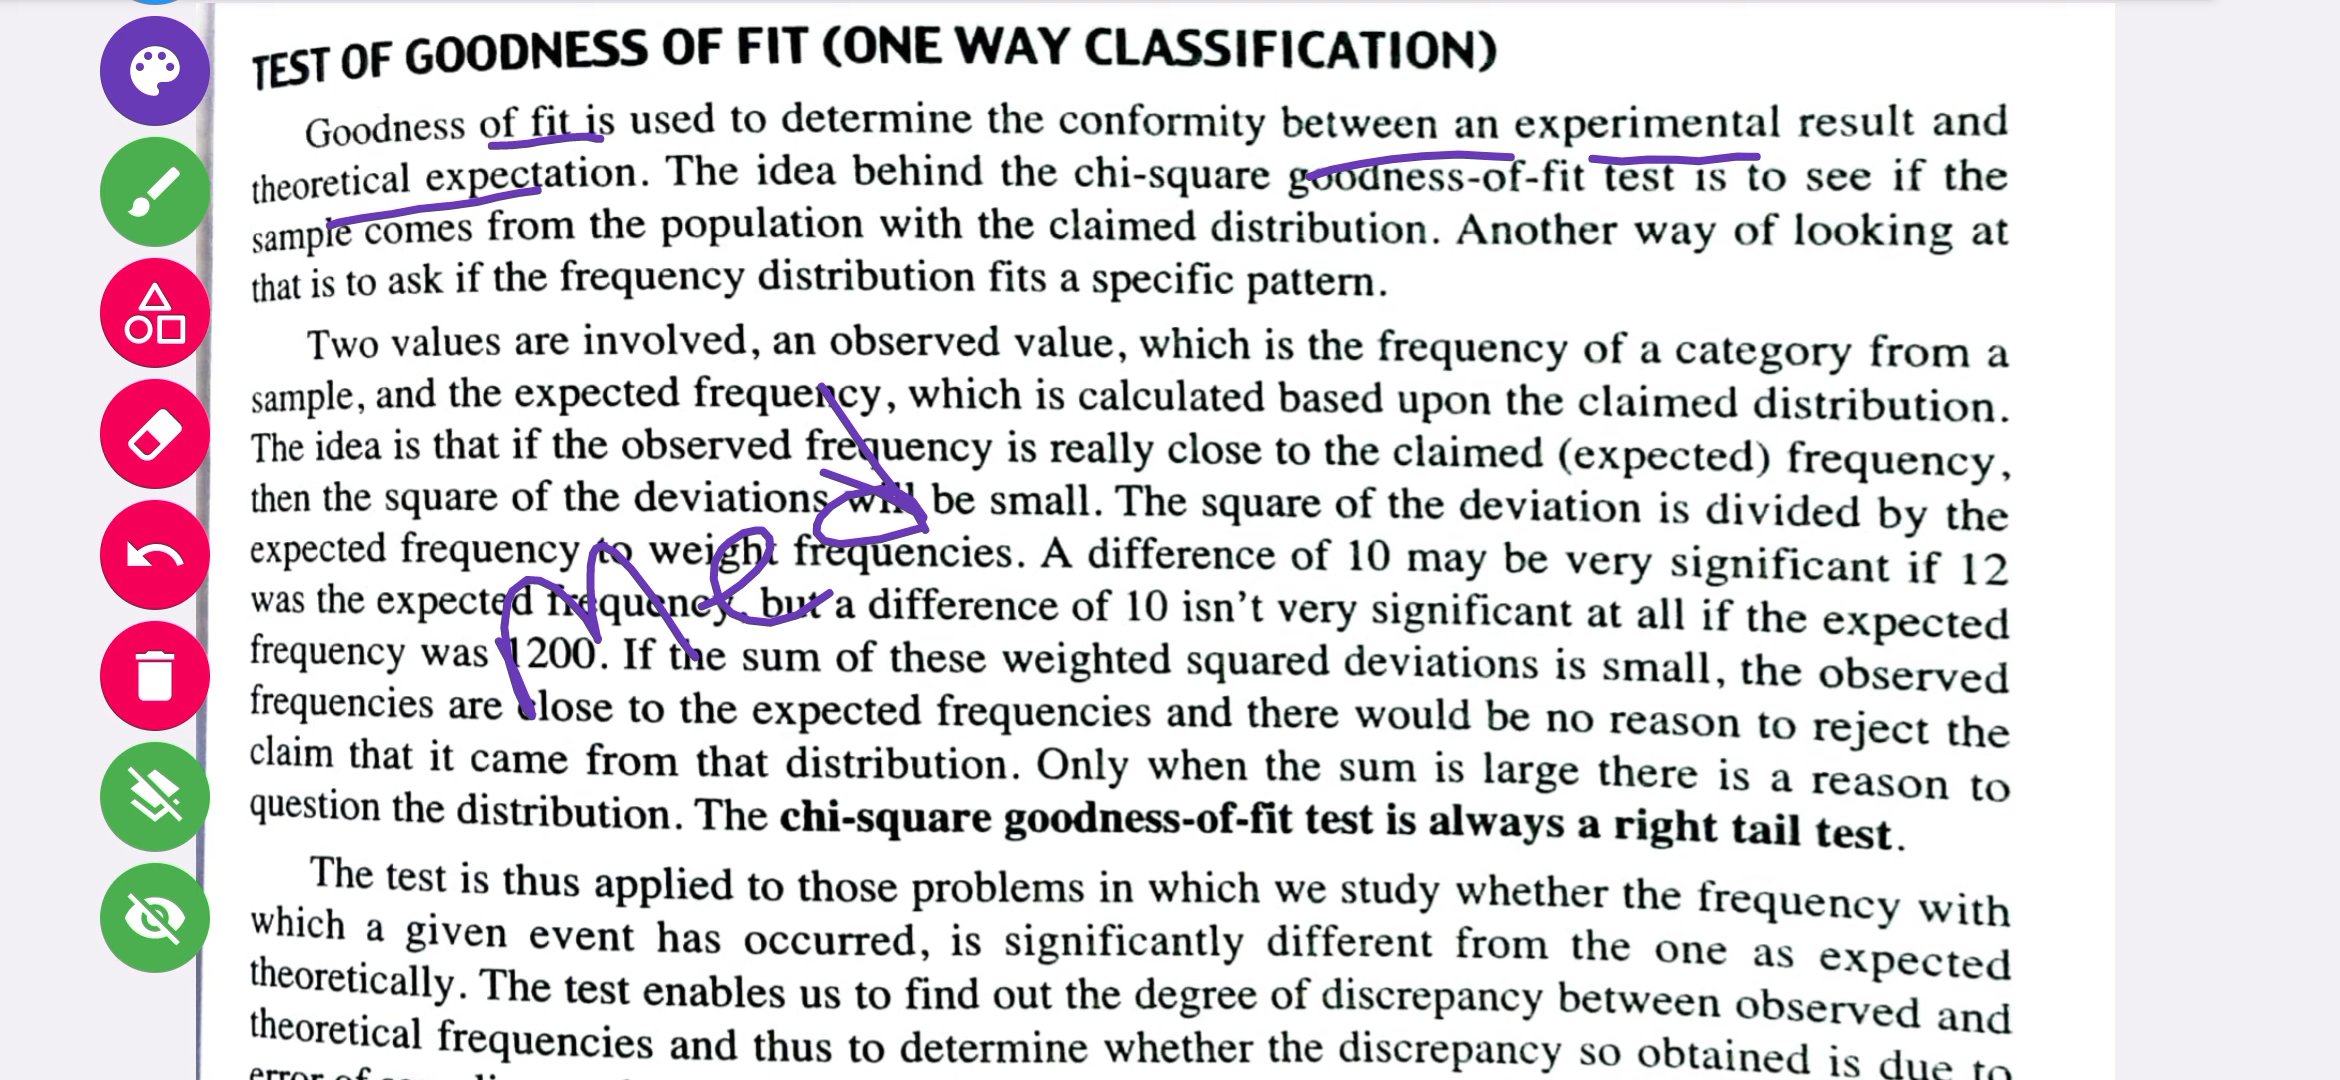 TEST OF GOODNESS OF FIT (ONE WAY CLASSIFICATION)
Goodness of fit is used to determine the conformity between an experimental result and
theoretical expectation. The idea behind the chi-square goodness-of-fit test is to see if the
sample comes from the population with the claimed distribution. Another way of looking at
that is to ask if the frequency distribution fits a specific pattern.
Two values are involved, an observed value, which is the frequency of a category from a
sample, and the expected frequency, which is calculated based upon the claimed distribution.
The idea is that if the observed frequency is really close to the claimed (expected) frequency,
then the square of the deviations will be small. The square of the deviation is divided by the
expected frequency to weight frequencies. A difference of 10 may be very significant if 12
was the expected frequency, but a difference of 10 isn't very significant at all if the expected
frequency was 1200. If the sum of these weighted squared deviations is small, the observed
frequencies are close to the expected frequencies and there would be no reason to reject the
claim that it came from that distribution. Only when the sum is large there is a reason to
question the distribution. The chi-square goodness-of-fit test is always a right tail test.
Med
The test is thus applied to those problems in which we study whether the frequency with
which a given event has occurred, is significantly different from the one as expected
theoretically. The test enables us to find out the degree of discrepancy between observed and
theoretical frequencies and thus to determine whether the discrepancy so obtained is due to
error of